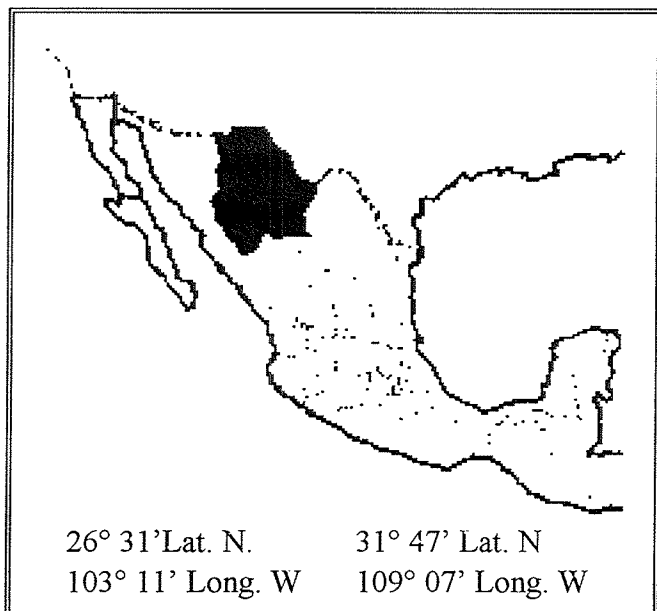 26° 31'Lat. N. 31° 47’ Lat. N
103° 11’ Long. W 109° 07’ Long. W